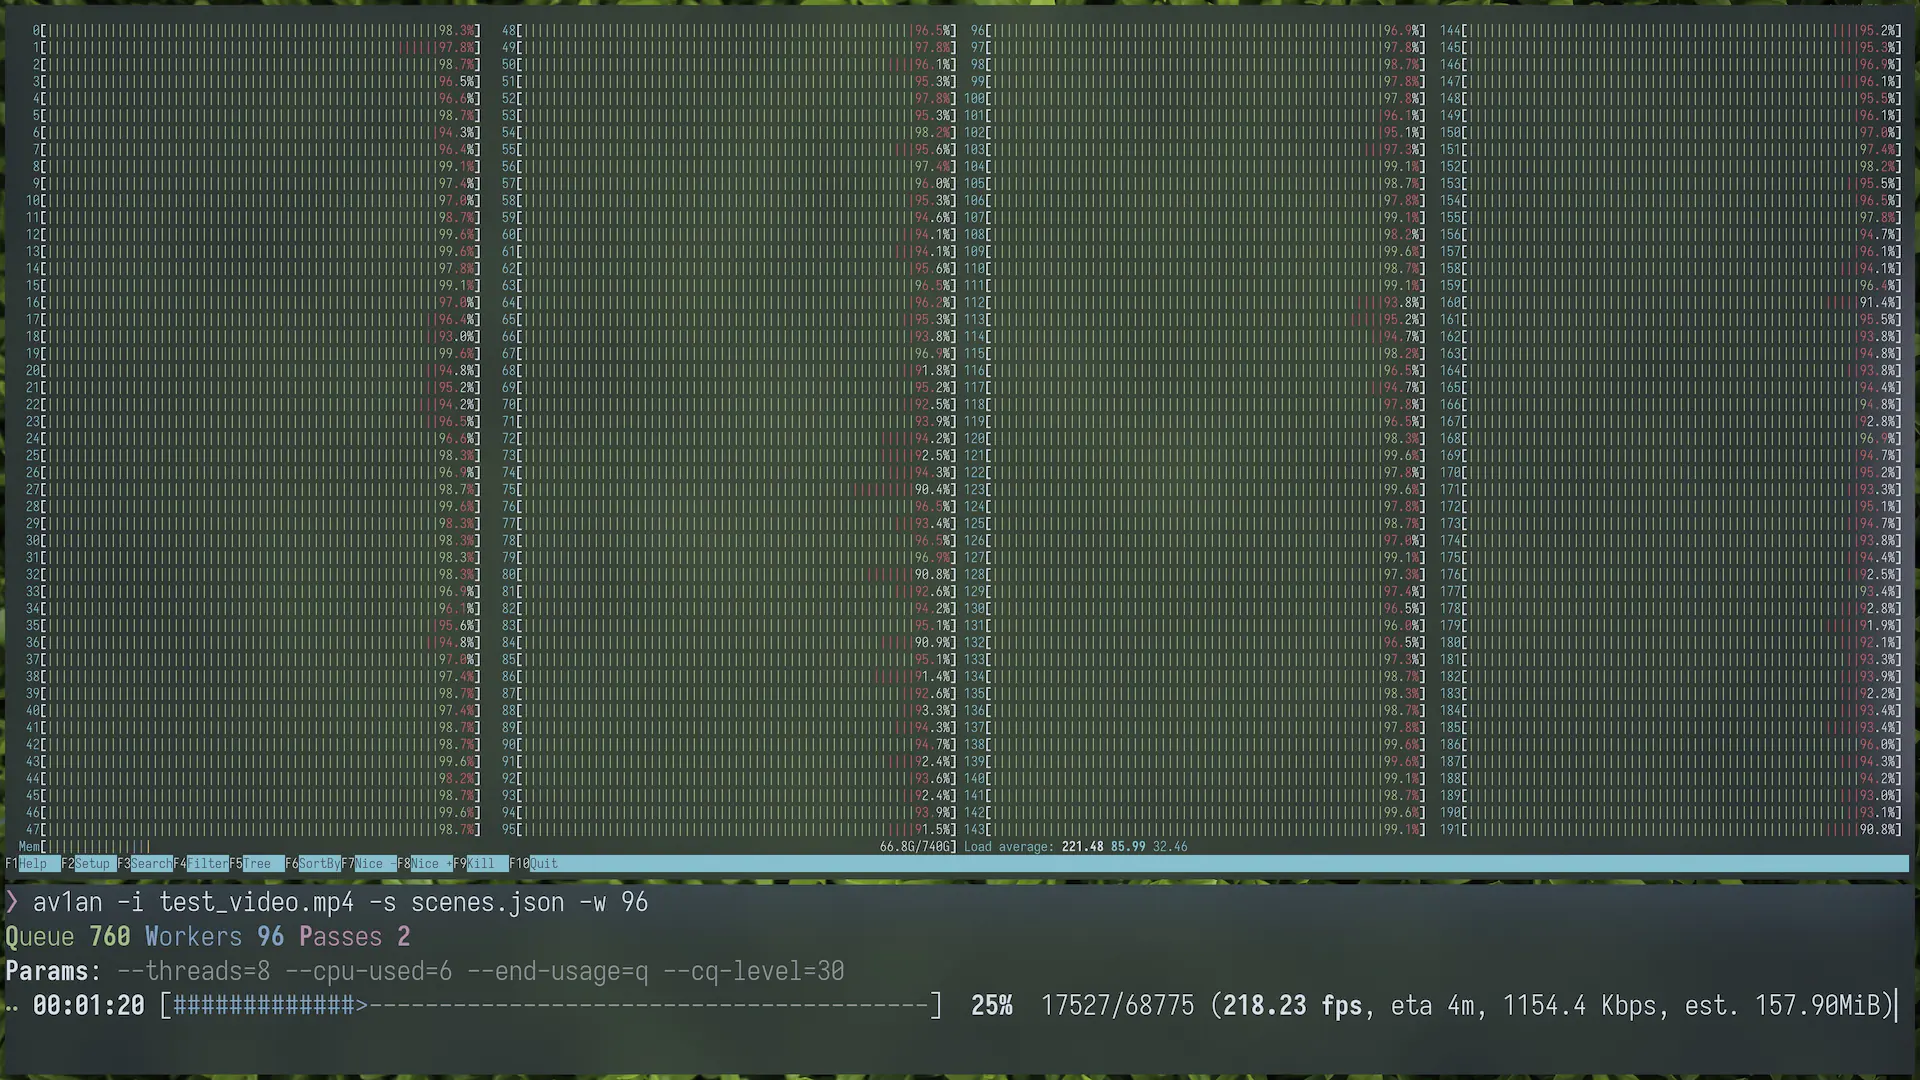 0[98.3%] 48[96.5%] 96[96.9%] 144[95.2%]
1[97.8%] 49[97.8%] 97[97.8%] 145[95.3%]
2[98.7%] 50[96.1%] 98[98.7%] 146[96.9%]
3[96.5%] 51[95.3%] 99[97.8%] 147[96.1%]
4[96.6%] 52[97.8%] 100[97.8%] 148[95.5%]
5[98.7%] 53[95.3%] 101[96.1%] 149[96.1%]
6[94.3%] 54[98.2%] 102[95.1%] 150[97.0%]
7[96.4%] 55[95.6%] 103[97.3%] 151[97.4%]
8[99.1%] 56[97.4%] 104[99.1%] 152[98.2%]
9[97.4%] 57[96.0%] 105[98.7%] 153[95.5%]
10[97.0%] 58[95.3%] 106[97.8%] 154[96.5%]
11[98.7%] 59[94.6%] 107[99.1%] 155[97.8%]
12[99.6%] 60[94.1%] 108[98.2%] 156[94.7%]
13[99.6%] 61[94.1%] 109[99.6%] 157[96.1%]
14[97.8%] 62[95.6%] 110[98.7%] 158[94.1%]
15[99.1%] 63[96.5%] 111[99.1%] 159[96.4%]
16[97.0%] 64[96.2%] 112[93.8%] 160[91.4%]
17[96.4%] 65[95.3%] 113[95.2%] 161[95.5%]
18[93.0%] 66[93.8%] 114[94.7%] 162[93.8%]
19[99.6%] 67[96.9%] 115[98.2%] 163[94.8%]
20[94.8%] 68[91.8%] 116[96.5%] 164[93.8%]
21[95.2%] 69[95.2%] 117[94.7%] 165[94.4%]
22[94.2%] 70[92.5%] 118[97.8%] 166[94.8%]
23[96.5%] 71[93.9%] 119[96.5%] 167[92.8%]
24[96.6%] 72[94.2%] 120[98.3%] 168[96.9%]
25[98.3%] 73[92.5%] 121[99.6%] 169[94.7%]
26[96.9%] 74[94.3%] 122[97.8%] 170[95.2%]
27[98.7%] 75[90.4%] 123[99.6%] 171[93.3%]
28[99.6%] 76[96.5%] 124[97.8%] 172[95.1%]
29[98.3%] 77[93.4%] 125[98.7%] 173[94.7%]
30[98.3%] 78[96.5%] 126[97.0%] 174[93.8%]
31[98.3%] 79[96.9%] 127[99.1%] 175[94.4%]
32[98.3%] 80[90.8%] 128[97.3%] 176[92.5%]
33[96.9%] 81[92.6%] 129[97.4%] 177[93.4%]
34[96.1%] 82[94.2%] 130[96.5%] 178[92.8%]
35[95.6%] 83[95.1%] 131[96.0%] 179[91.9%]
36[94.8%] 84[90.9%] 132[96.5%] 180[92.1%]
37[97.0%] 85[95.1%] 133[97.3%] 181[93.3%]
38[97.4%] 86[91.4%] 134[98.7%] 182[93.9%]
39[98.7%] 87[92.6%] 135[98.3%] 183[92.2%]
40[97.4%] 88[93.3%] 136[98.7%] 184[93.4%]
41[98.7%] 89[94.3%] 137[97.8%] 185[93.4%]
42[98.7%] 90[94.7%] 138[99.6%] 186[96.0%]
43[99.6%] 91[92.4%] 139[99.6%] 187[94.3%]
44[98.2%] 92[93.6%] 140[99.1%] 188[94.2%]
45[98.7%] 93[92.4%] 141[98.7%] 189[93.0%]
46[99.6%] 94[93.9%] 142[99.6%] 190[93.1%]
47[98.7%] 95[91.5%] 143[99.1%] 191[90.8%]
Mem[66.8G/740G] Load average: 221.48 85.99 32.46
F1Help F2Setup F3SearchF4FilterF5Tree F6SortByF7Nice -F8Nice +F9Kill F10Quit
❯ av1an -i test_video.mp4 -s scenes.json -w 96
Queue 760 Workers 96 Passes 2
Params: --threads=8 --cpu-used=6 --end-usage=q --cq-level=30
00:01:20 [#############>----------------------------------------] 25% 17527/68775 (218.23 fps, eta 4m, 1154.4 Kbps, est. 157.90MiB)